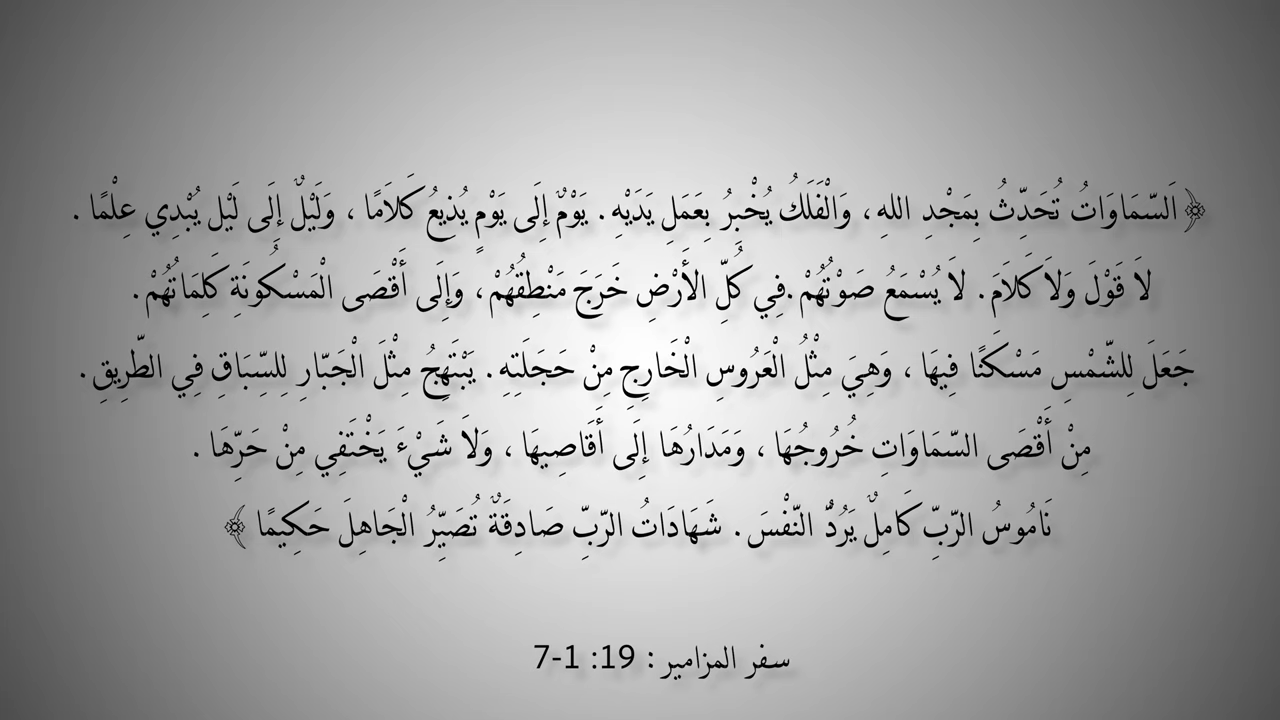 ﴿ اَلسَّمَاوَاتُ تُحَدِّثُ بِمَجْدِ اللهِ، وَالْفَلَكُ يُخْبِرُ بِعَمَلِ يَدَيْهِ. يَوْمٌ إِلَى يَوْمٍ يُذِيعُ كَلاَمًا ، وَلَيْلٌ إِلَى لَيْل يُبْدِي عِلْمًا .
لاَ قَوْلَ وَلاَ كَلاَمَ. لاَ يُسْمَعُ صَوْتُهُمْ .فِي كُلِّ الأَرْضِ خَرَجَ مَنْطِقُهُمْ، وَإِلَى أَقْصَى الْمَسْكُونَةِ كَلِمَاتُهُمْ.
جَعَلَ لِلشَّمْسِ مَسْكَنًا فِيهَا ، وَهِيَ مِثْلُ الْعَرُوسِ الْخَارِجِ مِنْ حَجَلَتِهِ. يَبْتَهِجُ مِثْلَ الْجَبَّارِ لِلسِّبَاقِ فِي الطَّرِيقِ.
مِنْ أَقْصَى السَّمَاوَاتِ خُرُوجُهَا ، وَمَدَارُهَا إِلَى أَقَاصِيهَا ، وَلاَ شَيْءَ يَخْتَفِي مِنْ حَرِّهَا .
نَامُوسُ الرَّبِّ كَامِلٌ يَرُدُّ النَّفْسَ. شَهَادَاتُ الرَّبِّ صَادِقَةٌ تُصَيِّرُ الْجَاهِلَ حَكِيمًا ﴾
سفر المزامير : 19: 1-7